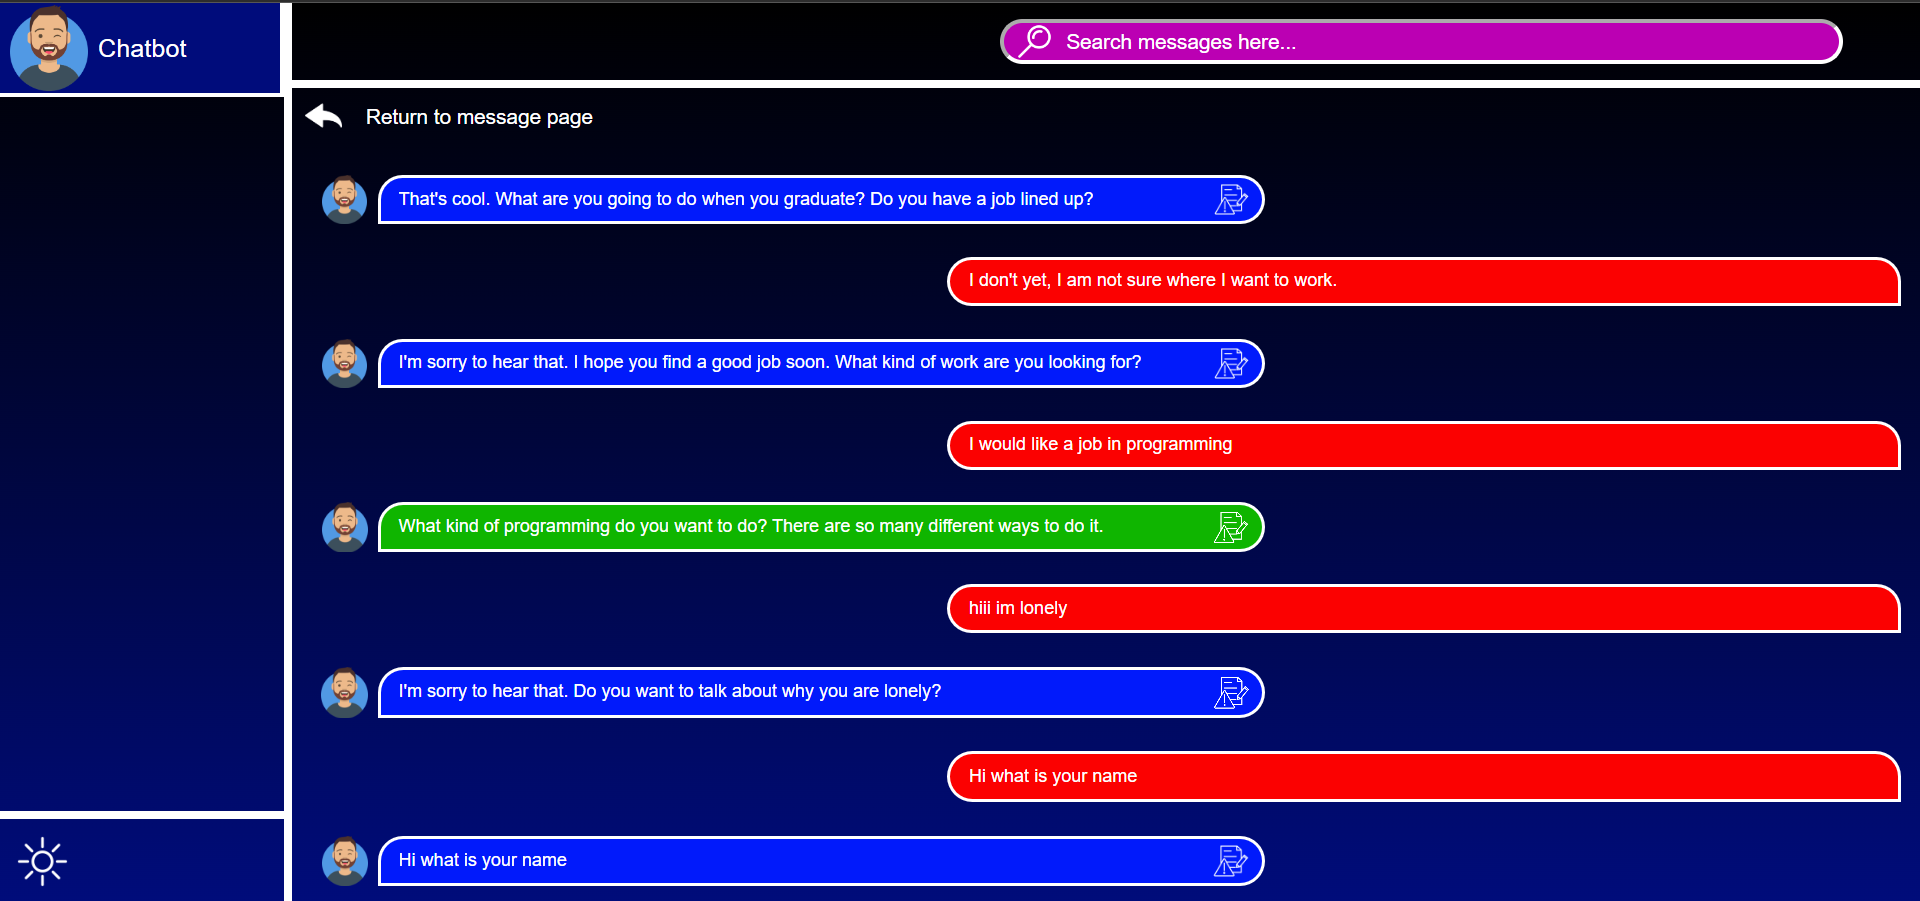 Chatbot
Search messages here...
Return to message page
That's cool. What are you going to do when you graduate? Do you have a job lined up?
I don't yet, I am not sure where I want to work.
I'm sorry to hear that. I hope you find a good job soon. What kind of work are you looking for?
I would like a job in programming
What kind of programming do you want to do? There are so many different ways to do it.
hiii im lonely
I'm sorry to hear that. Do you want to talk about why you are lonely?
Hi what is your name
Hi what is your name